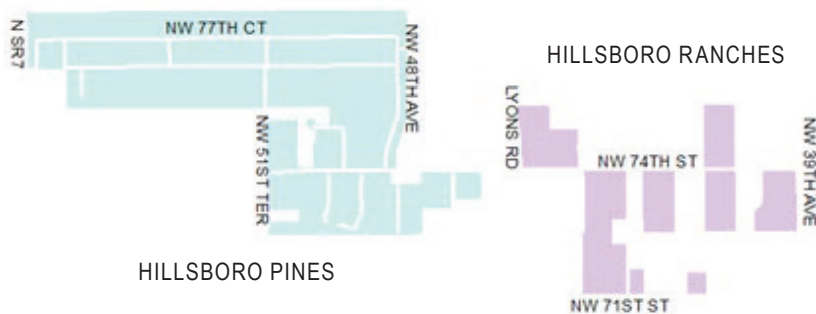 N SR7
NW 77TH CT
NW 48TH AVE
NW 51ST TER
HILLSBORO PINES
HILLSBORO RANCHES
LYONS RD
NW 74TH ST
NW 39TH AVE
NW 71ST ST